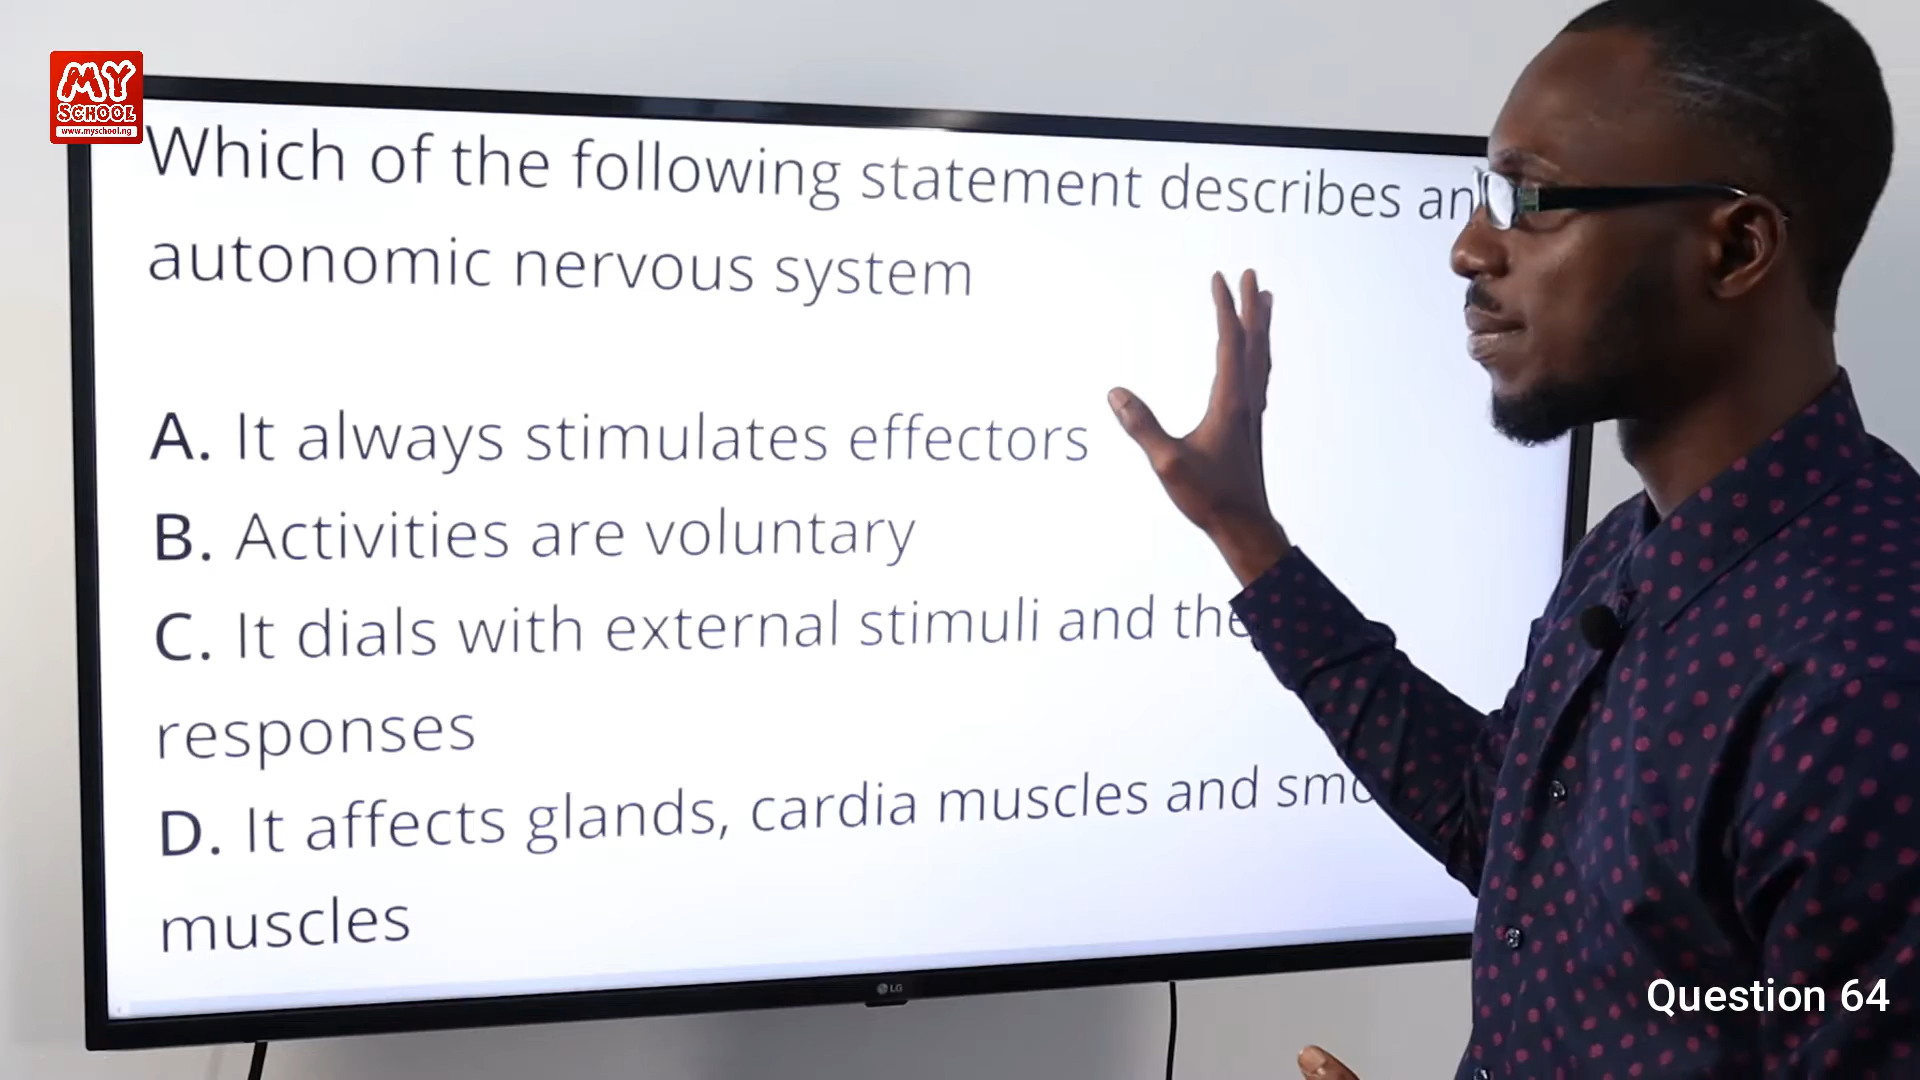 MY
SCHOOL
www.myschool.ng
Which of the following statement describes an
autonomic nervous system
A. It always stimulates effectors
B. Activities are voluntary
C. It dials with external stimuli and the
responses
D. It affects glands, cardia muscles and
muscles
LG
Question 64